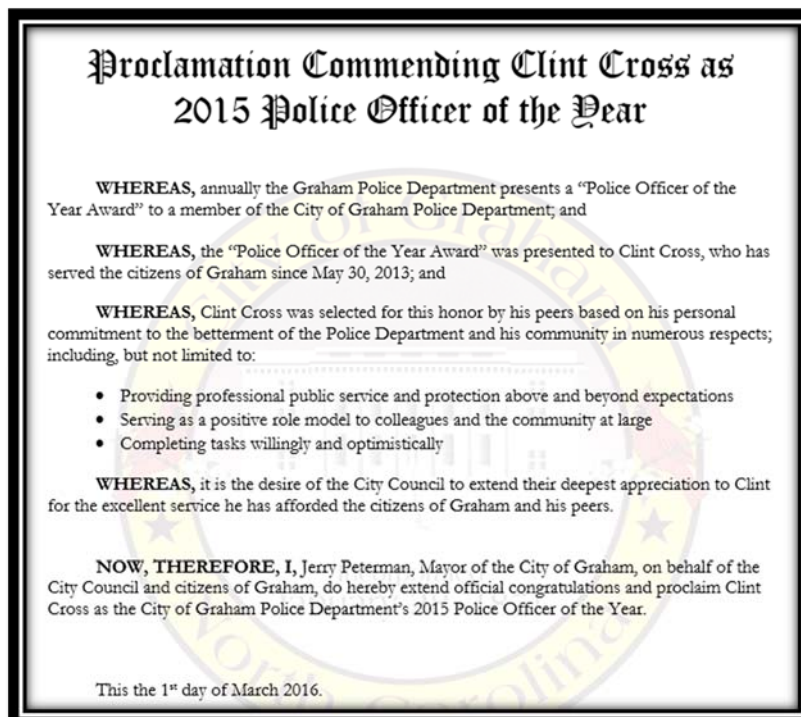 Proclamation Commending Clint Cross as
2015 Police Officer of the Year
WHEREAS, annually the Graham Police Department presents a “Police Officer of the
Year Award” to a member of the City of Graham Police Department; and
WHEREAS, the “Police Officer of the Year Award” was presented to Clint Cross, who has
served the citizens of Graham since May 30, 2013; and
WHEREAS, Clint Cross was selected for this honor by his peers based on his personal
commitment to the betterment of the Police Department and his community in numerous respects;
including, but not limited to:
• Providing professional public service and protection above and beyond expectations
• Serving as a positive role model to colleagues and the community at large
• Completing tasks willingly and optimistically
WHEREAS, it is the desire of the City Council to extend their deepest appreciation to Clint
for the excellent service he has afforded the citizens of Graham and his peers.
NOW, THEREFORE, I, Jerry Peterman, Mayor of the City of Graham, on behalf of the
City Council and citizens of Graham, do hereby extend official congratulations and proclaim Clint
Cross as the City of Graham Police Department’s 2015 Police Officer of the Year.
This the 1st day of March 2016.
City of Graham
North Carolina